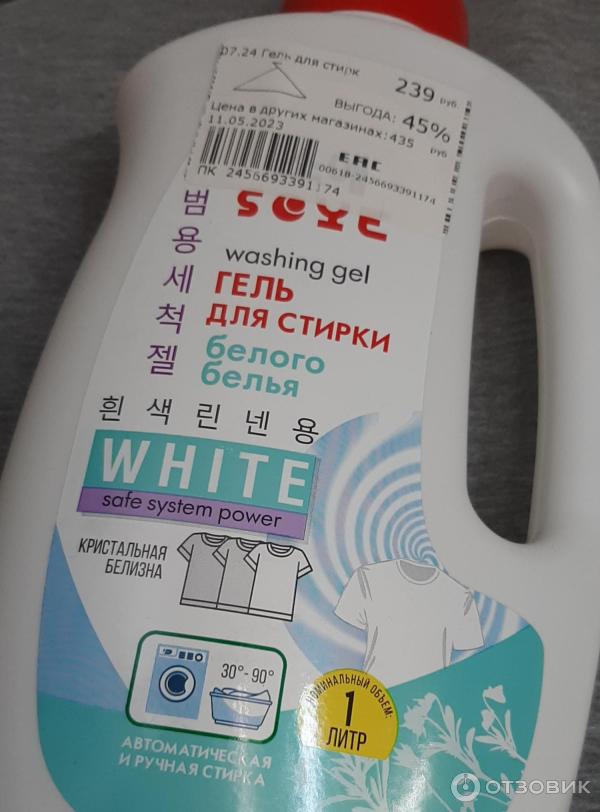 07.24 Гель для стирк
239 руб.
ВЫГОДА: 45%
Цена в других магазинах: 435 руб
11.05.2023
EAC
00618-2456693391174
ПК 2456693391174
washing gel
ГЕЛЬ
ДЛЯ СТИРКИ
белого
белья
범용세척젤
흰색린넨용
WHITE
safe system power
КРИСТАЛЬНАЯ
БЕЛИЗНА
30°-90°
АВТОМАТИЧЕСКАЯ
И РУЧНАЯ СТИРКА
НОМИНАЛЬНЫЙ ОБЪЕМ:
1
ЛИТР
ОТЗОВИК